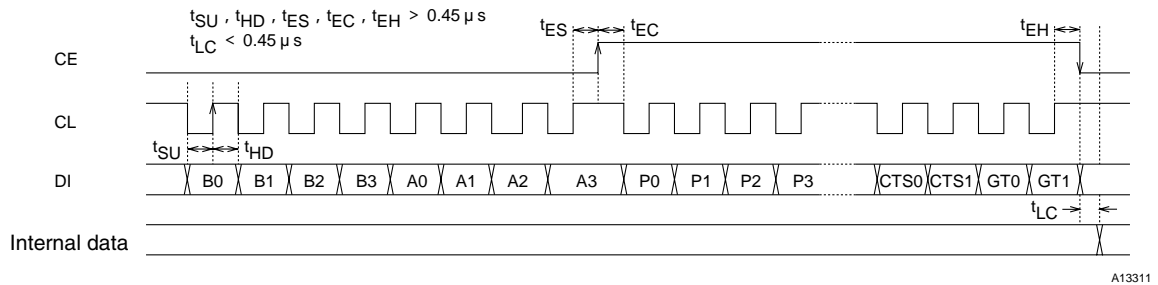 tSU , tHD , tES , tEC , tEH > 0.45 µs
tLC < 0.45 µs
tES tEC tEH
CE
CL
tSU tHD
DI B0 B1 B2 B3 A0 A1 A2 A3 P0 P1 P2 P3 CTS0 CTS1 GT0 GT1
tLC
Internal data
A13311